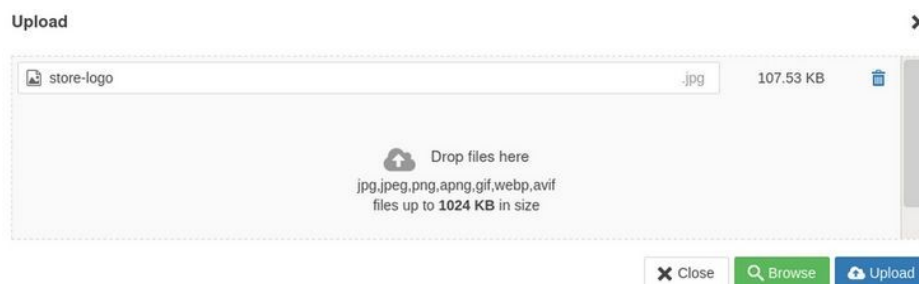 Upload
store-logo .jpg 107.53 KB
Drop files here
jpg,jpeg,png,apng,gif,webp,avif
files up to 1024 KB in size
Close Browse Upload